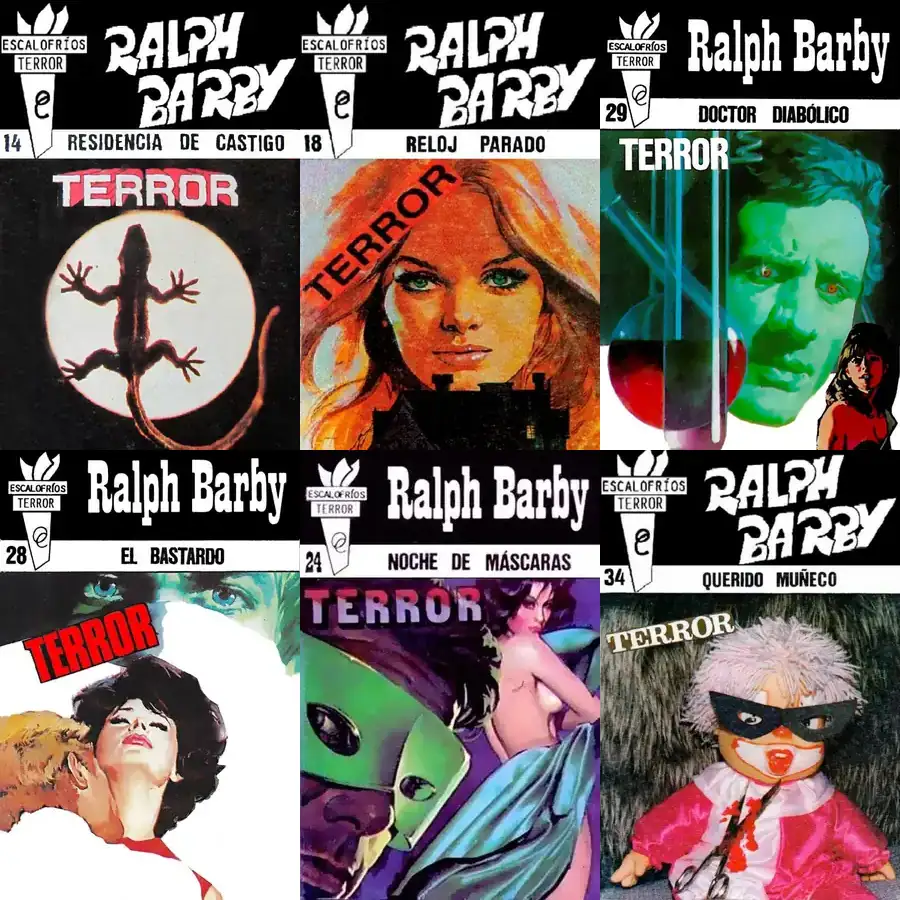 ESCALOFRÍOS
TERROR
e
RALPH
BARBY
14 RESIDENCIA DE CASTIGO
TERROR
ESCALOFRÍOS
TERROR
e
RALPH
BARBY
18 RELOJ PARADO
TERROR
ESCALOFRÍOS
TERROR
e
Ralph Barby
29 DOCTOR DIABÓLICO
TERROR
ESCALOFRÍOS
TERROR
e
Ralph Barby
28 EL BASTARDO
TERROR
ESCALOFRÍOS
TERROR
e
Ralph Barby
24 NOCHE DE MÁSCARAS
TERROR
ESCALOFRÍOS
TERROR
e
RALPH
BARBY
34 QUERIDO MUÑECO
TERROR